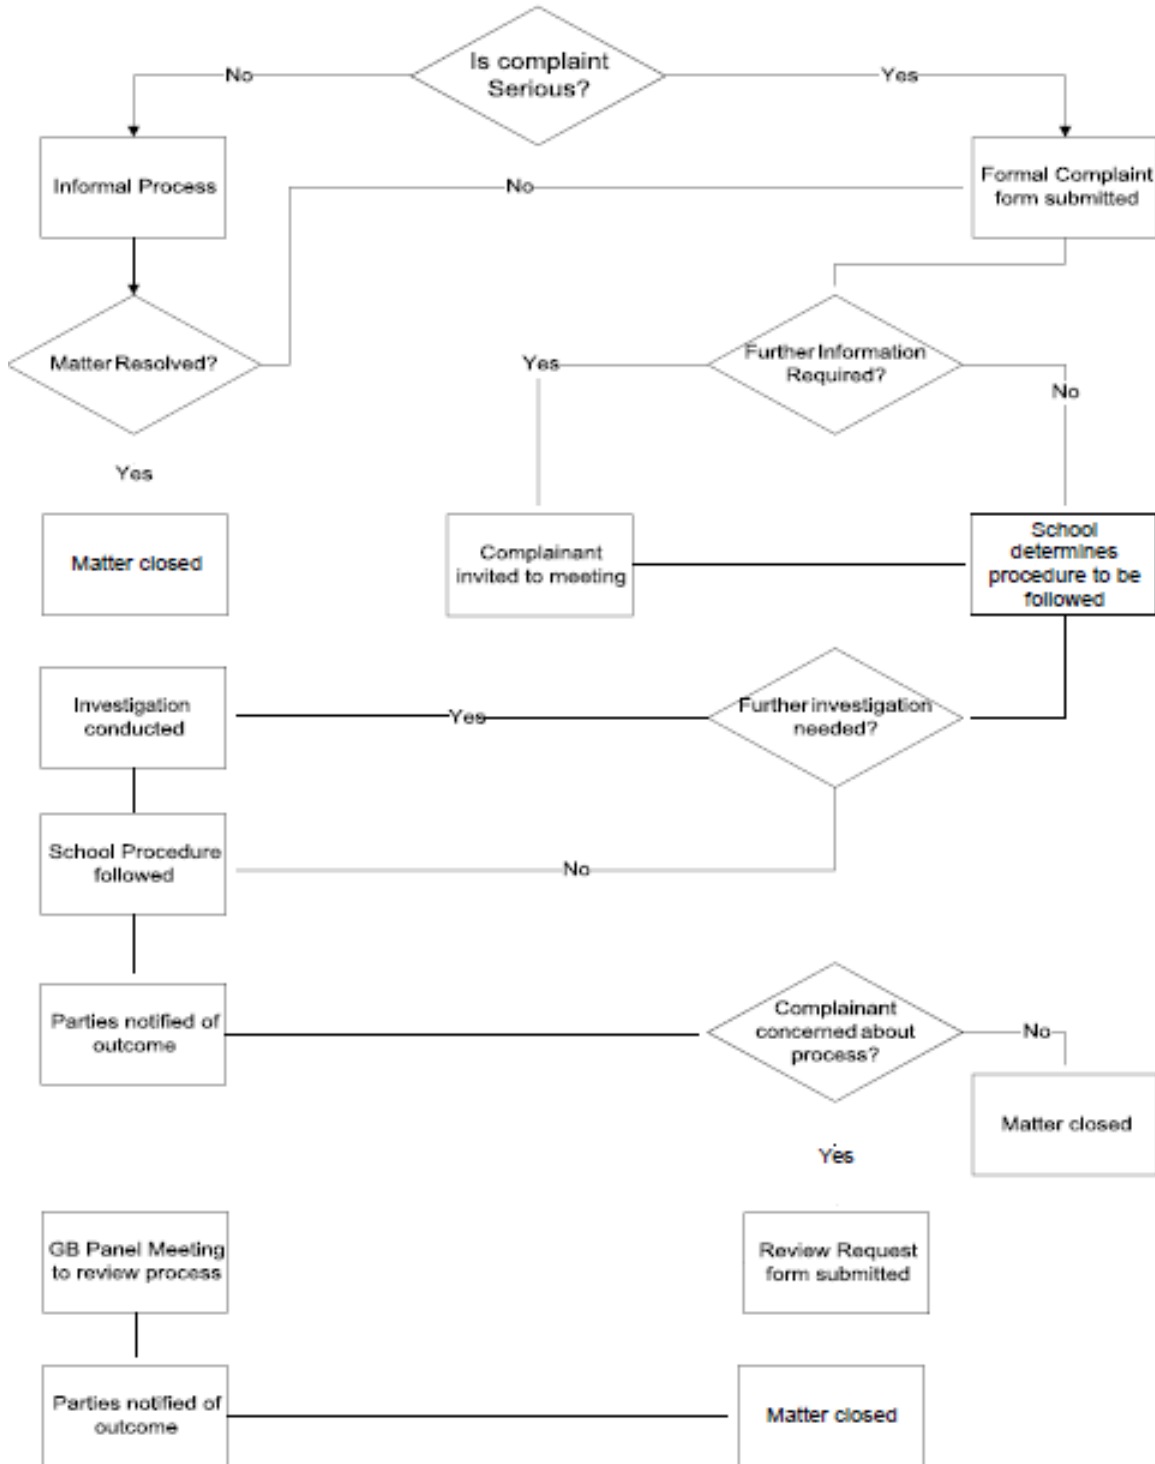 Is complaint
Serious?
No
Yes
Informal Process
No
Formal Complaint
form submitted
Matter Resolved?
Yes
Further Information
Required?
No
Yes
Matter closed
Complainant
invited to meeting
School
determines
procedure to be
followed
Investigation
conducted
Yes
Further investigation
needed?
School Procedure
followed
No
Parties notified of
outcome
Complainant
concerned about
process?
No
Matter closed
Yes
GB Panel Meeting
to review process
Review Request
form submitted
Parties notified of
outcome
Matter closed